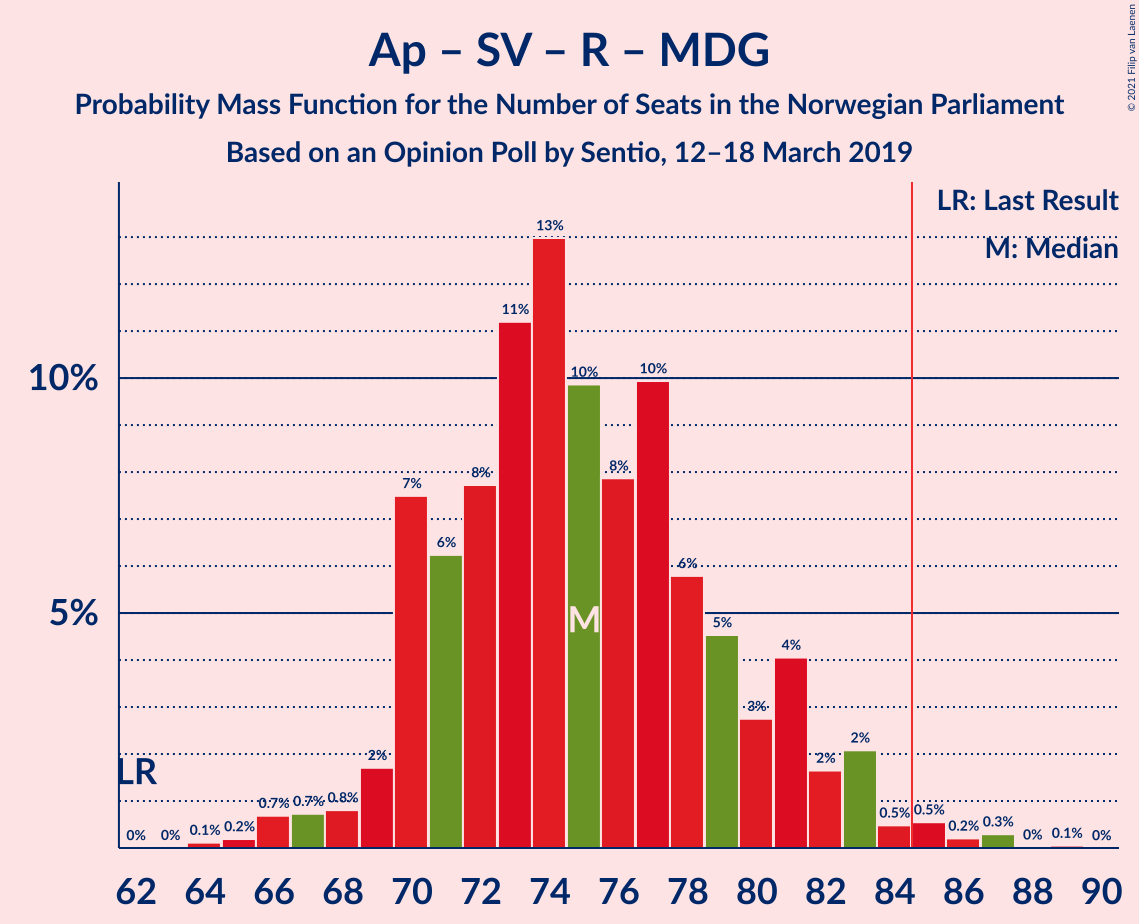 Ap – SV – R – MDG
Probability Mass Function for the Number of Seats in the Norwegian Parliament
Based on an Opinion Poll by Sentio, 12–18 March 2019
© 2021 Filip van Laenen
LR: Last Result
M: Median
10%
5%
LR
M
0% 0% 0.1% 0.2% 0.7% 0.7% 0.8% 2% 7% 6% 8% 11% 13% 10% 8% 10% 6% 5% 3% 4% 2% 2% 0.5% 0.5% 0.2% 0.3% 0% 0.1% 0%
62 64 66 68 70 72 74 76 78 80 82 84 86 88 90